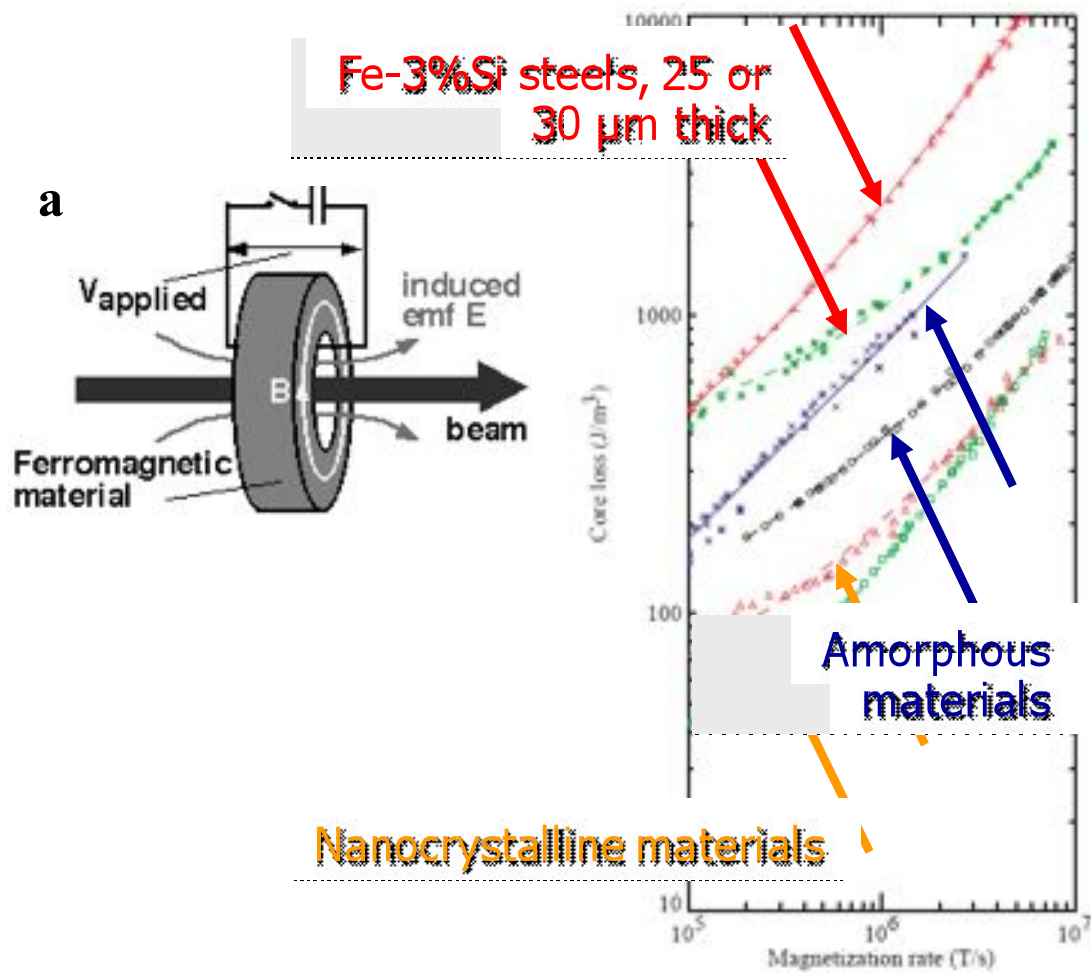 10000
Fe-3%Si steels, 25 or
30 µm thick
a
Vapplied
induced
emf E
B
beam
Ferromagnetic
material
1000
Core loss (J/m³)
100
Amorphous
materials
Nanocrystalline materials
10
10⁵
10⁶
10⁷
Magnetization rate (T/s)